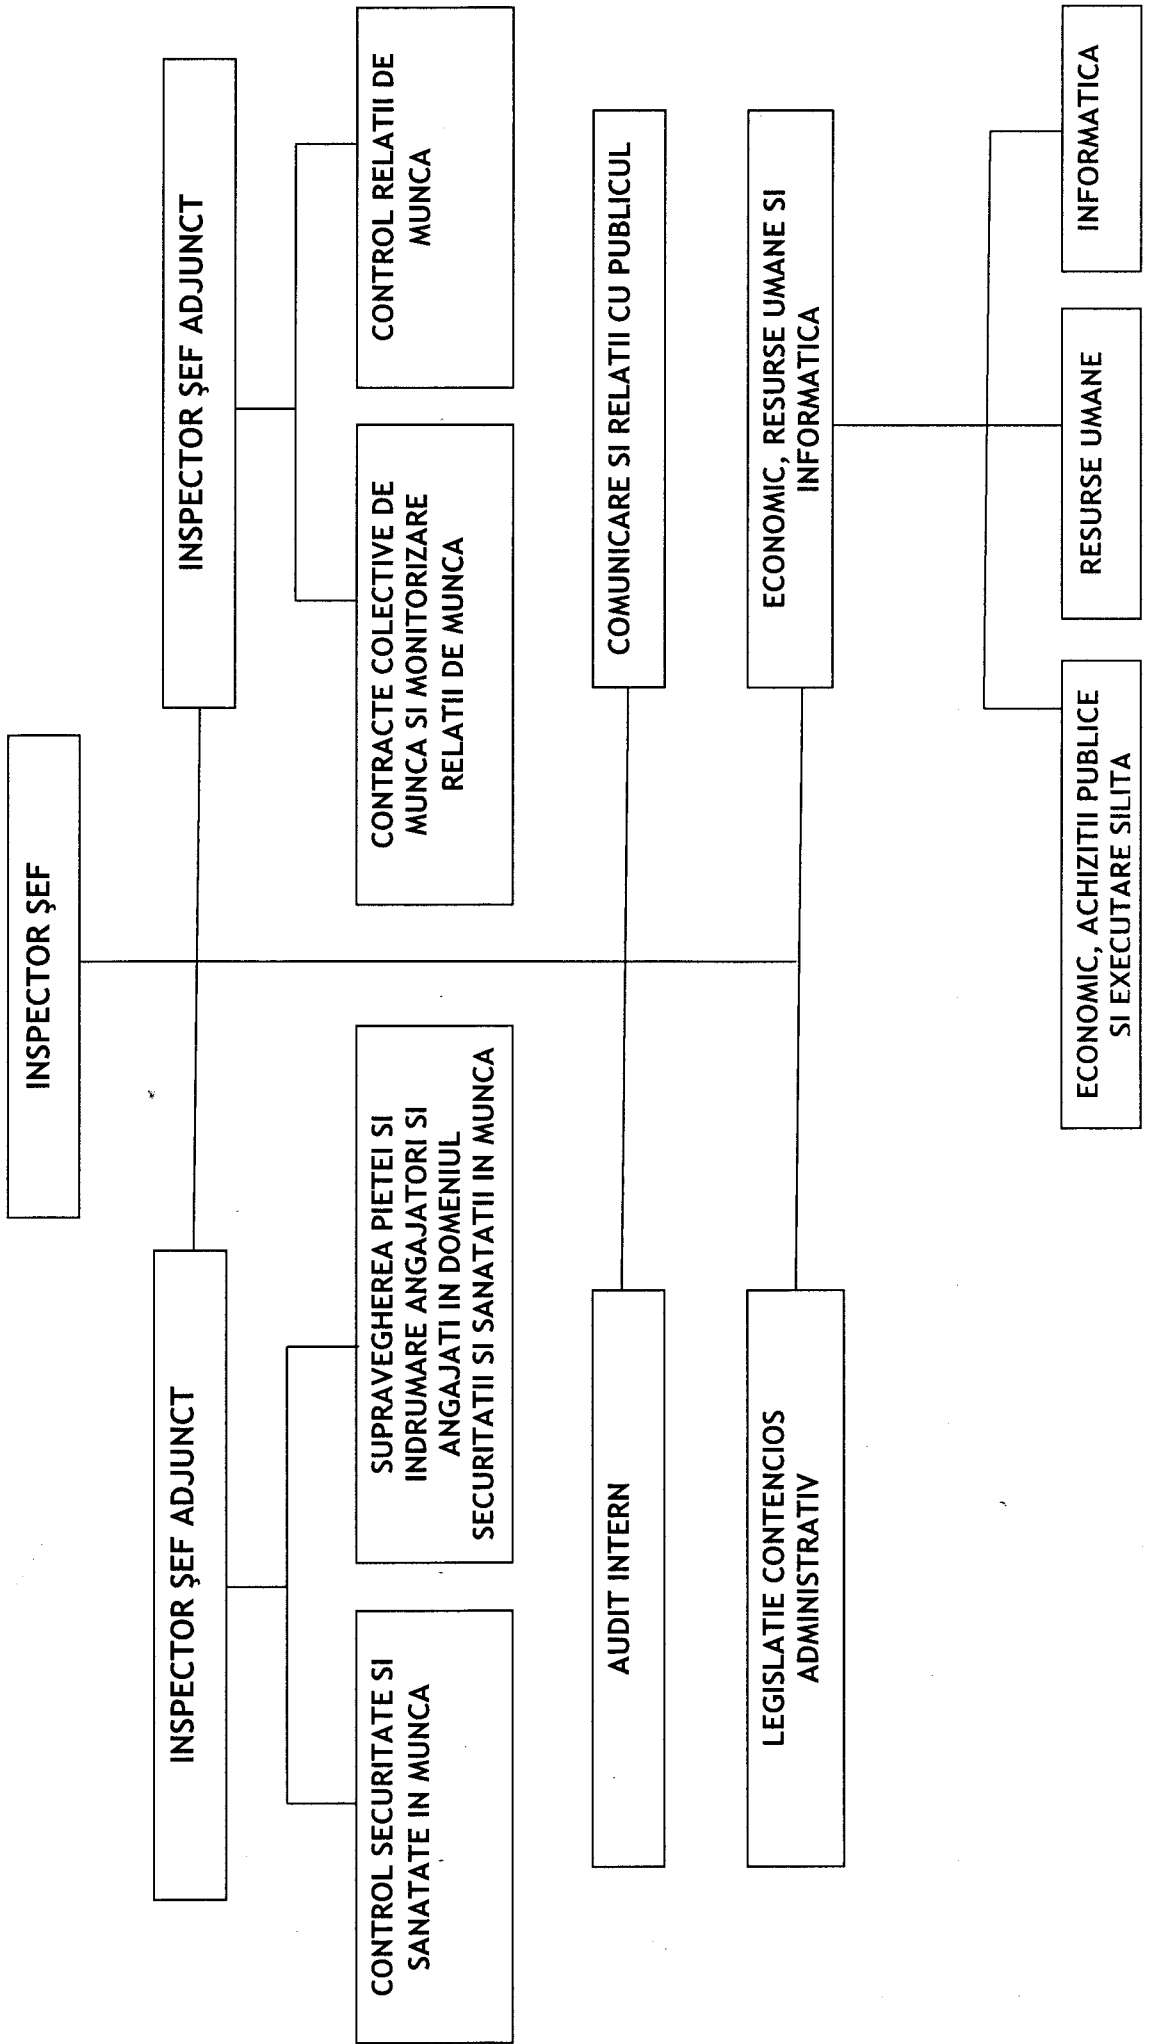 INSPECTOR ŞEF
INSPECTOR ŞEF ADJUNCT
INSPECTOR ŞEF ADJUNCT
CONTROL SECURITATE SI
SANATATE IN MUNCA
SUPRAVEGHEREA PIETEI SI
INDRUMARE ANGAJATORI SI
ANGAJATI IN DOMENIUL
SECURITATII SI SANATATII IN MUNCA
CONTRACTE COLECTIVE DE
MUNCA SI MONITORIZARE
RELATII DE MUNCA
CONTROL RELATII DE
MUNCA
AUDIT INTERN
COMUNICARE SI RELATII CU PUBLICUL
LEGISLATIE CONTENCIOS
ADMINISTRATIV
ECONOMIC, RESURSE UMANE SI
INFORMATICA
ECONOMIC, ACHIZITII PUBLICE
SI EXECUTARE SILITA
RESURSE UMANE
INFORMATICA